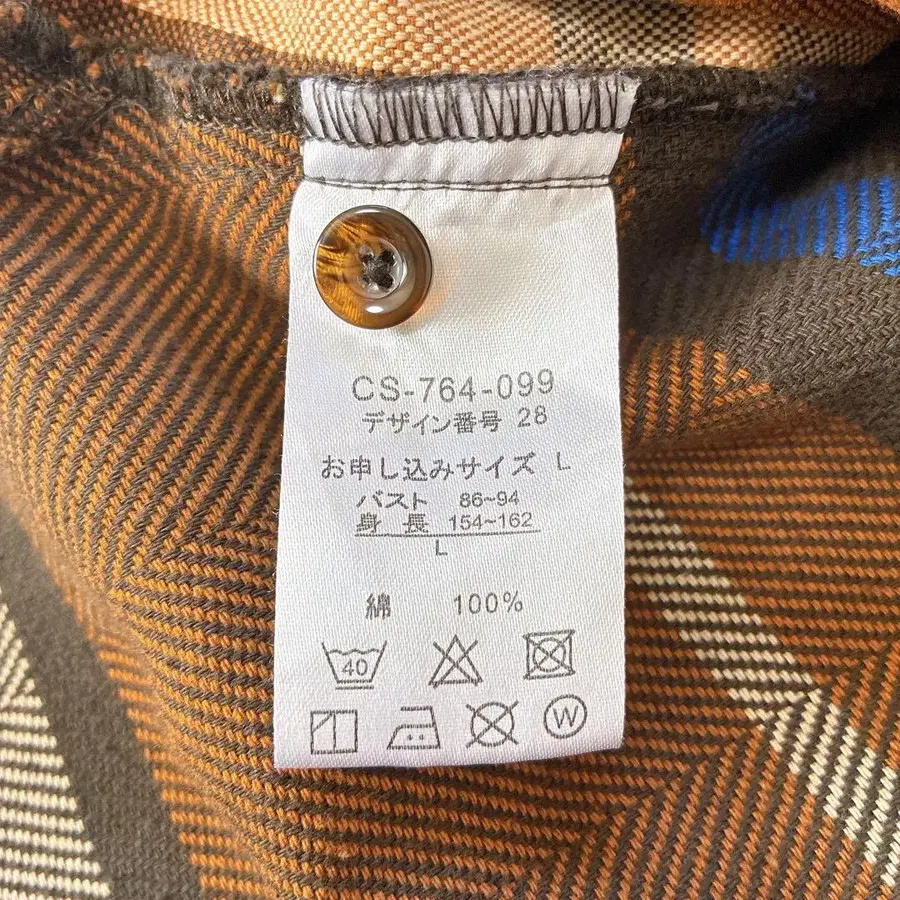 CS-764-099
デザイン番号 28
お申し込みサイズ L
バスト 86~94
身 長 154~162
L
綿 100%
40
W